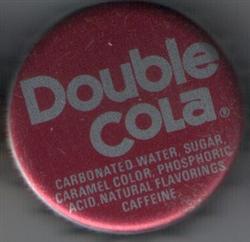 Double
Cola®
CARBONATED WATER, SUGAR,
CARAMEL COLOR, PHOSPHORIC
ACID, NATURAL FLAVORINGS,
CAFFEINE.